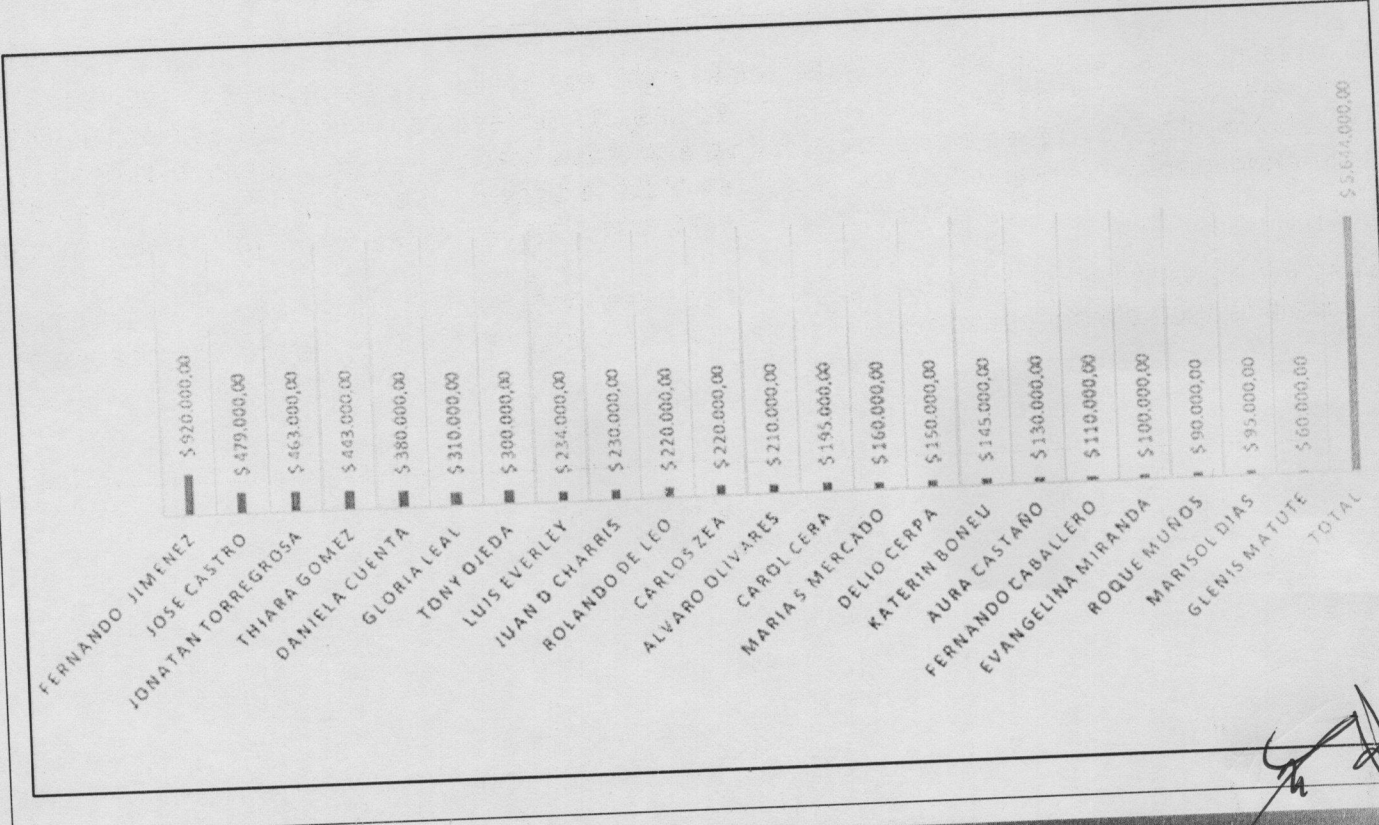 FERNANDO JIMENEZ $ 920.000,00
JOSE CASTRO $ 479.000,00
JONATAN TORREGROSA $ 463.000,00
THIARA GOMEZ $ 443.000,00
DANIELA CUENTA $ 380.000,00
GLORIA LEAL $ 310.000,00
TONY OJEDA $ 300.000,00
LUIS EVERLEY $ 234.000,00
JUAN D CHARRIS $ 230.000,00
ROLANDO DE LEO $ 220.000,00
CARLOS ZEA $ 220.000,00
ALVARO OLIVARES $ 210.000,00
CAROL CERA $ 195.000,00
MARIA S MERCADO $ 160.000,00
DELIO CERPA $ 150.000,00
KATERIN BONEU $ 145.000,00
AURA CASTAÑO $ 130.000,00
FERNANDO CABALLERO $ 110.000,00
EVANGELINA MIRANDA $ 100.000,00
ROQUE MUÑOS $ 90.000,00
MARISOL DIAS $ 95.000,00
GLENIS MATUTE $ 60.000,00
TOTAL $ 5.644.000,00